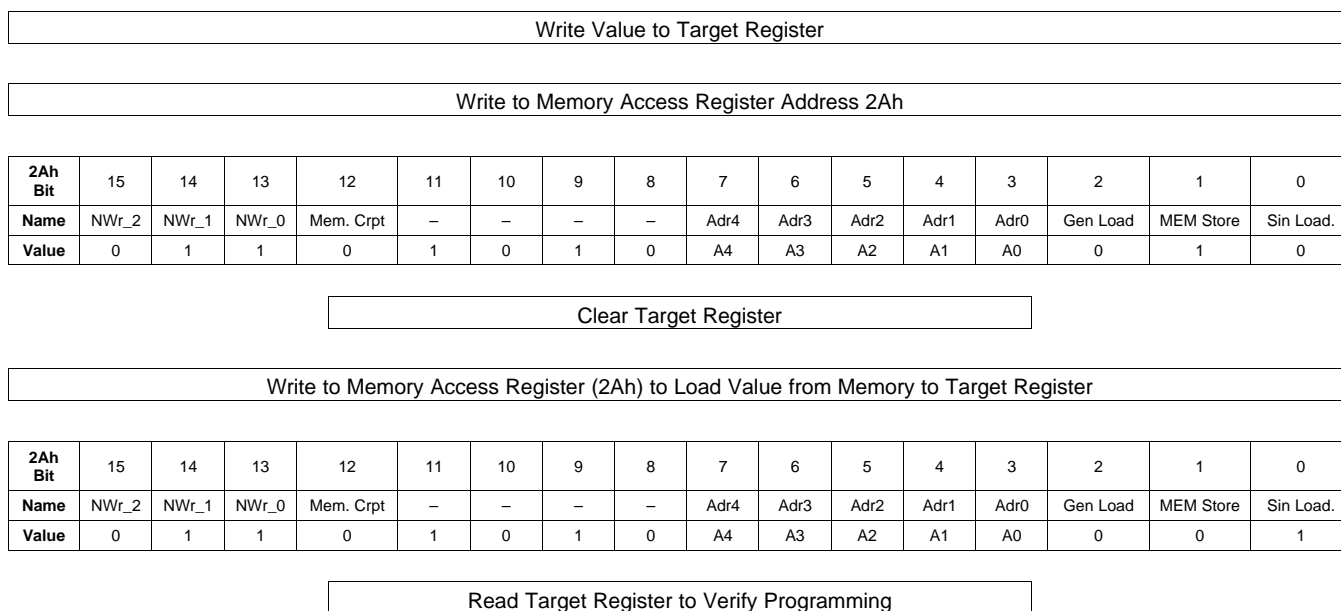 Write Value to Target Register
Write to Memory Access Register Address 2Ah
2Ah Bit 15 14 13 12 11 10 9 8 7 6 5 4 3 2 1 0
Name NWr_2 NWr_1 NWr_0 Mem. Crpt – – – – Adr4 Adr3 Adr2 Adr1 Adr0 Gen Load MEM Store Sin Load.
Value 0 1 1 0 1 0 1 0 A4 A3 A2 A1 A0 0 1 0
Clear Target Register
Write to Memory Access Register (2Ah) to Load Value from Memory to Target Register
2Ah Bit 15 14 13 12 11 10 9 8 7 6 5 4 3 2 1 0
Name NWr_2 NWr_1 NWr_0 Mem. Crpt – – – – Adr4 Adr3 Adr2 Adr1 Adr0 Gen Load MEM Store Sin Load.
Value 0 1 1 0 1 0 1 0 A4 A3 A2 A1 A0 0 0 1
Read Target Register to Verify Programming